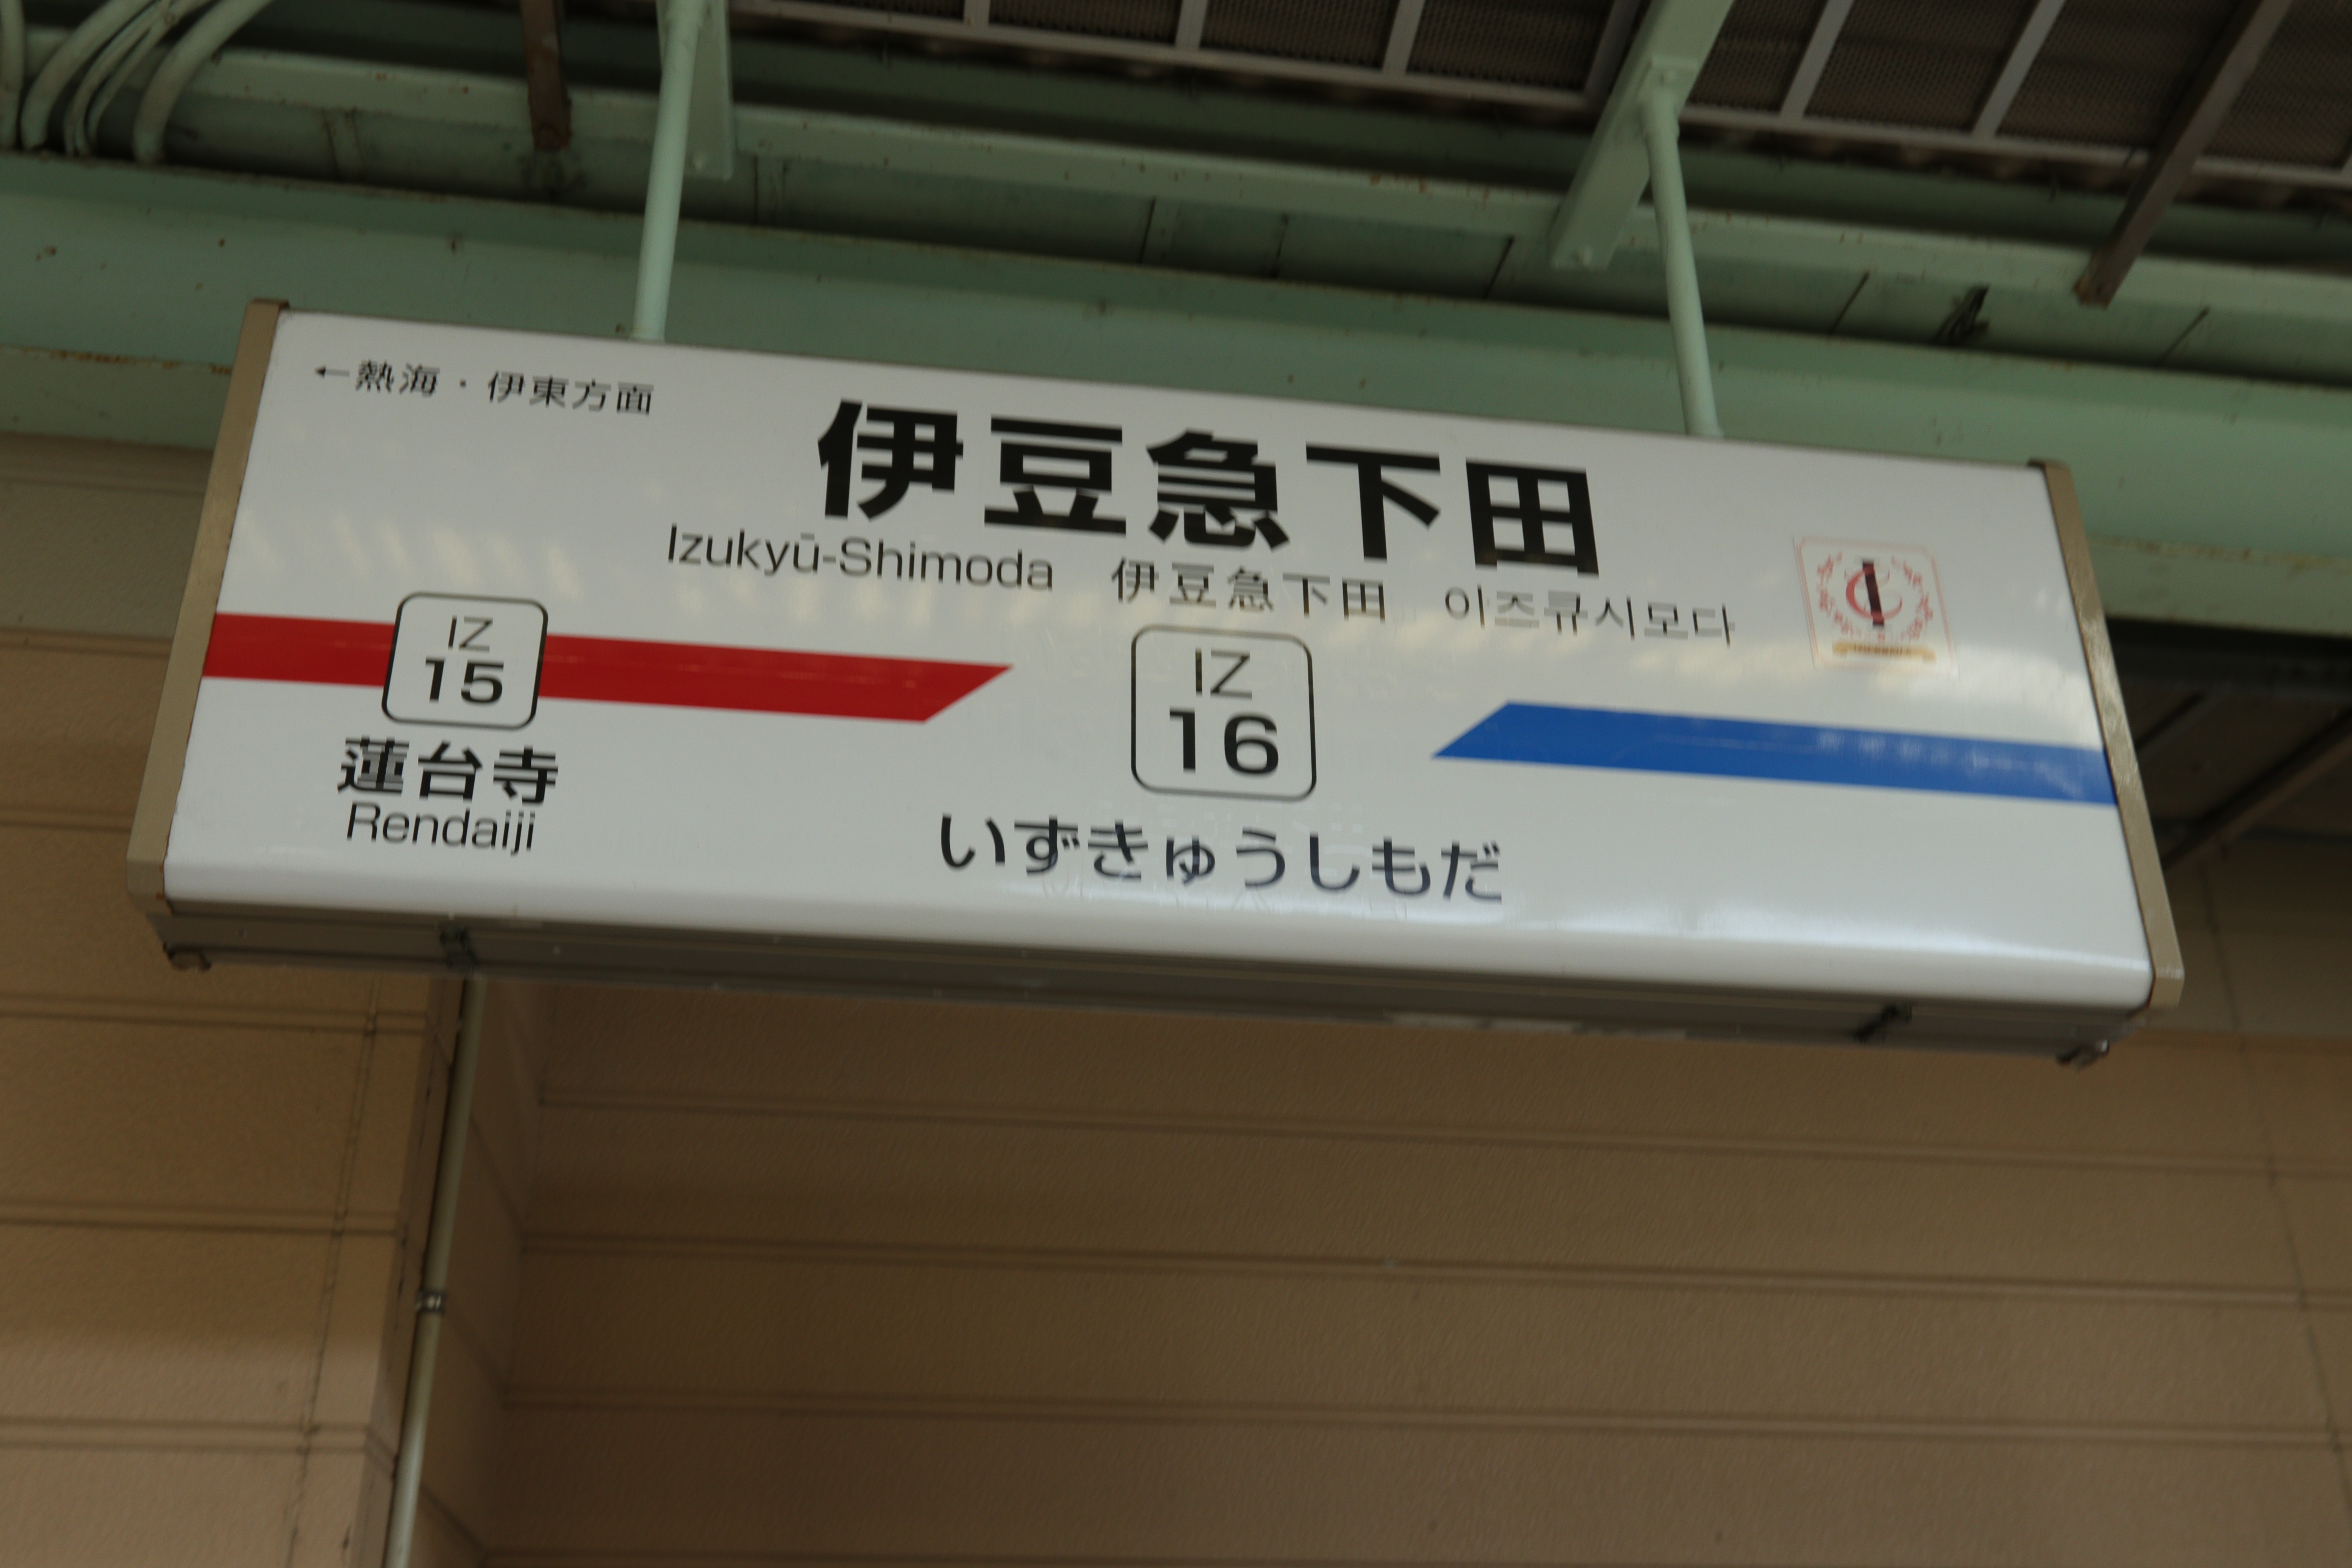 ←熱海・伊東方面
伊豆急下田
Izukyū-Shimoda 伊豆急下田 이즈큐시모다
IZ
15
蓮台寺
Rendaiji
IZ
16
いずきゅうしもだ